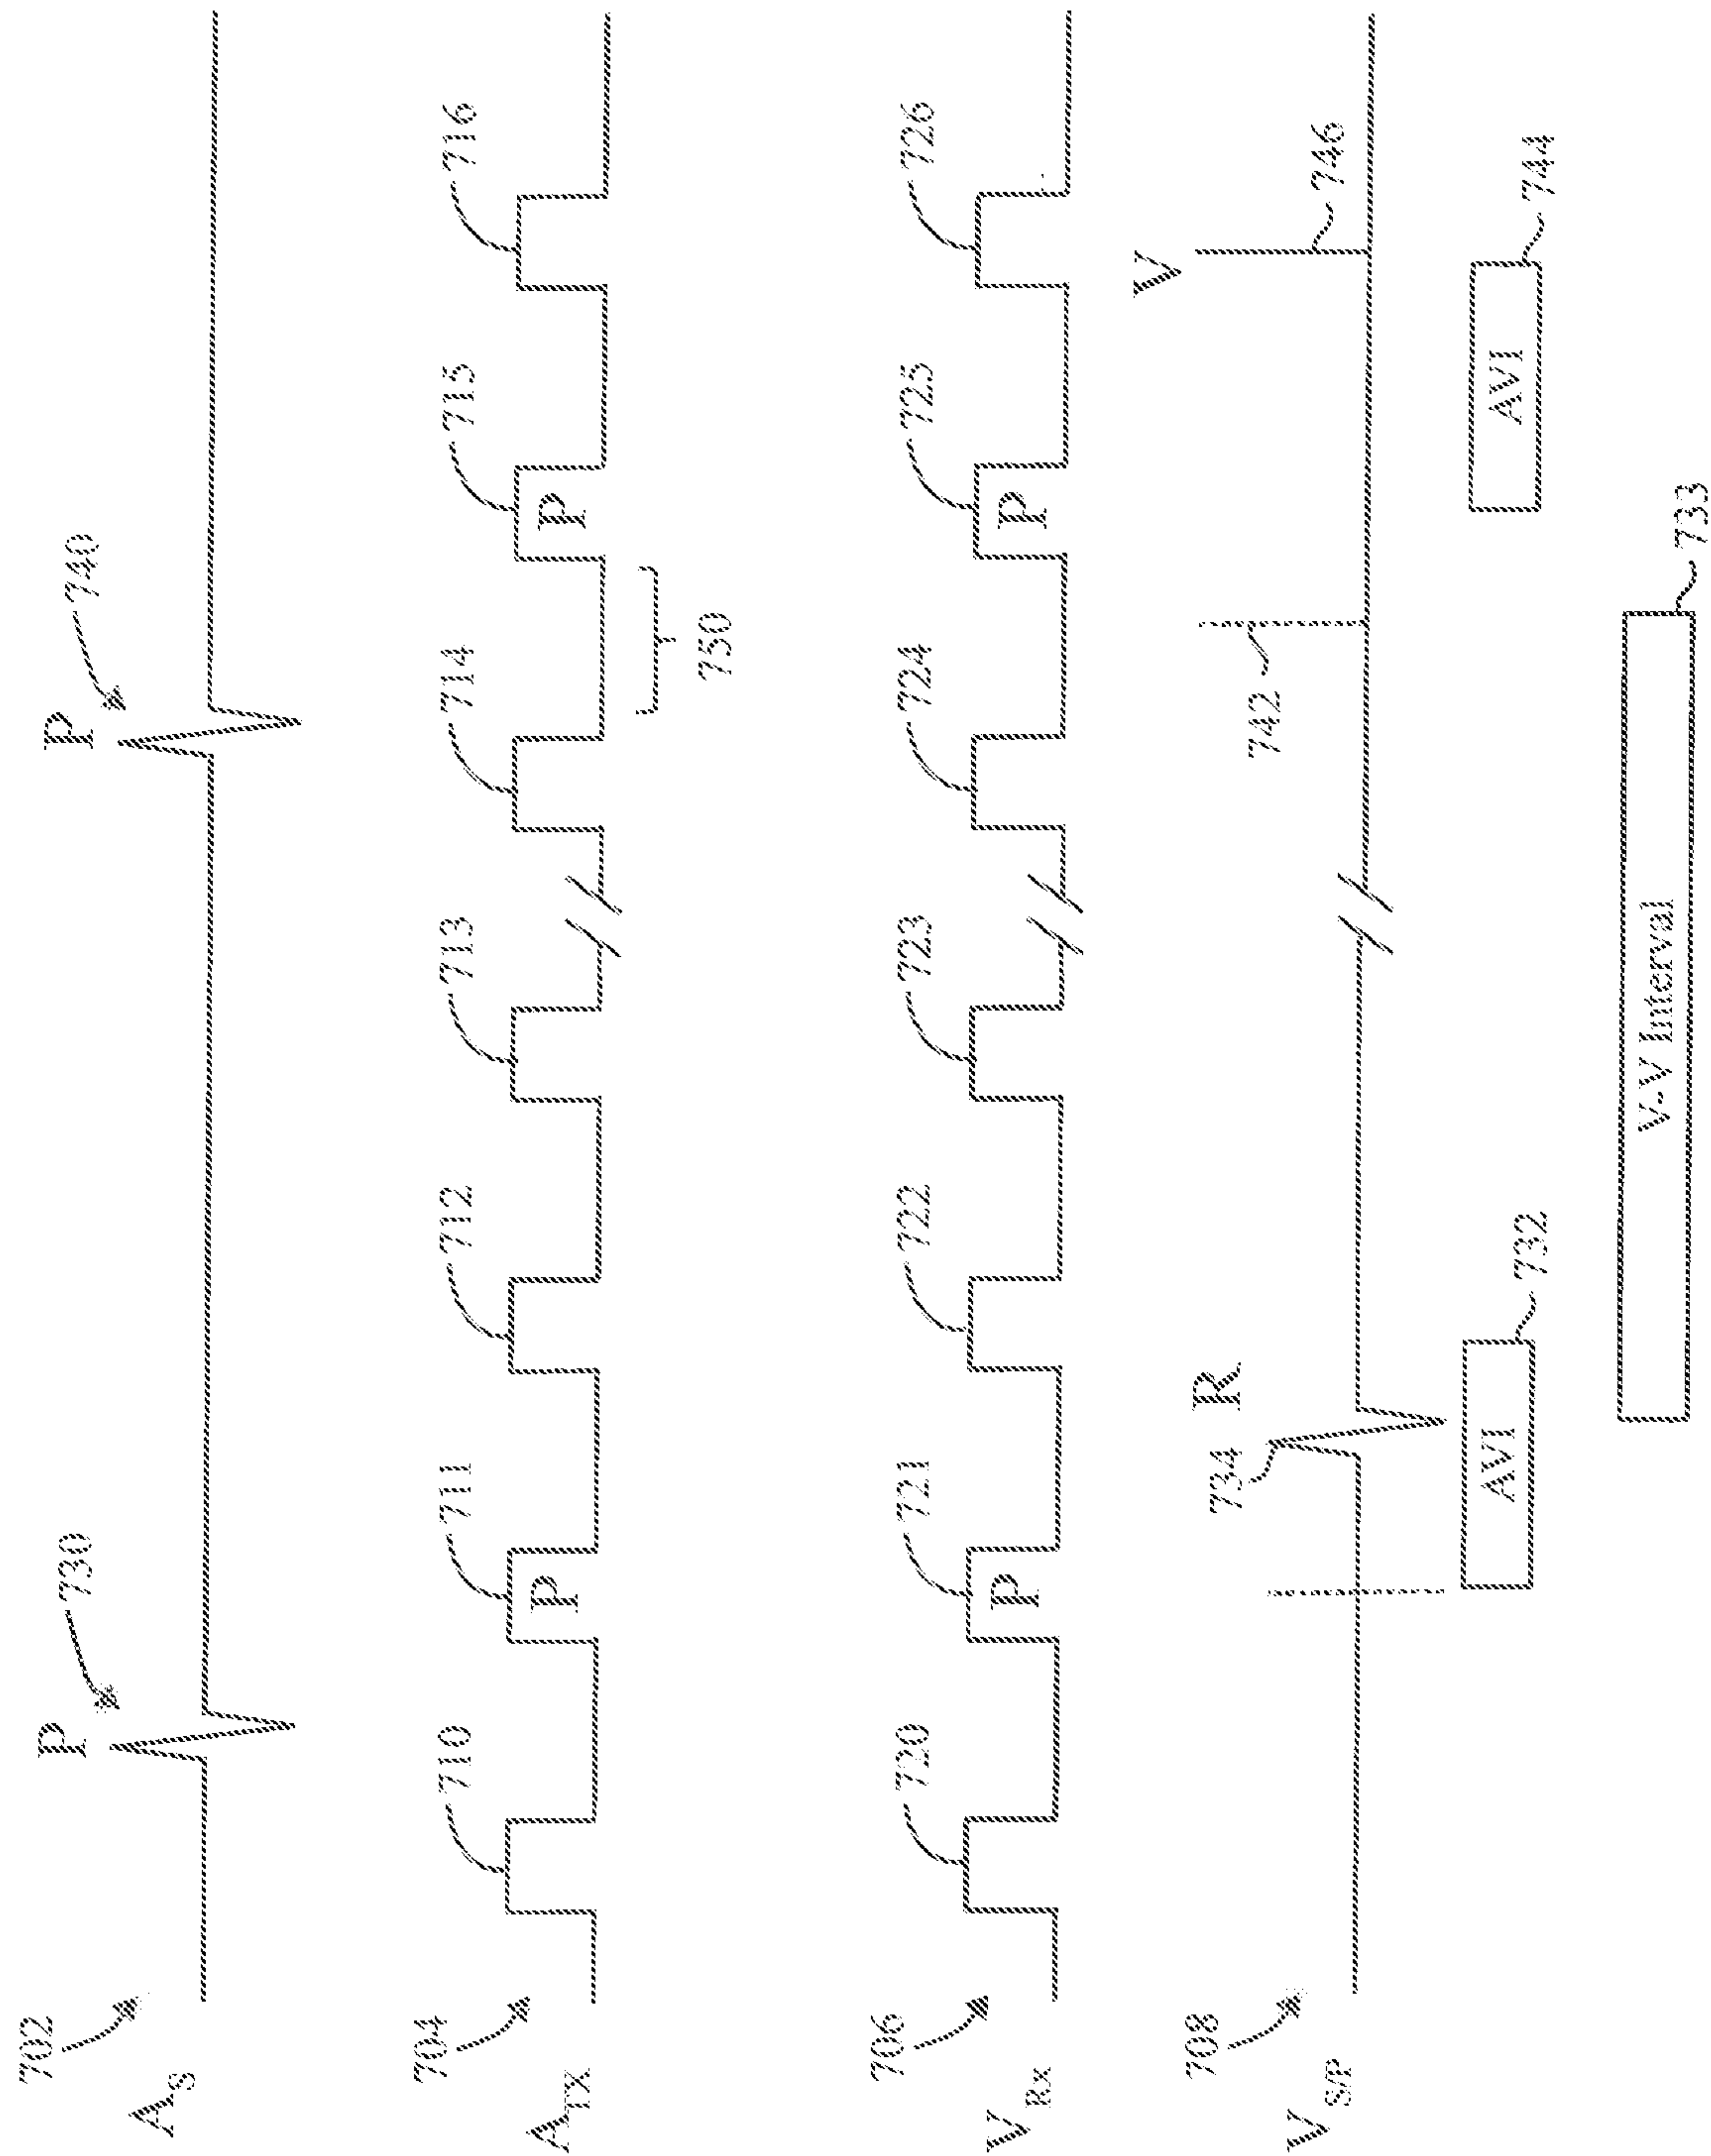 702
A_S
P 730
P 740
704
A_TX
710
711
712
713
714
715
716
P
P
750
706
V_Rx
720
721
722
723
724
725
726
P
P
708
V_S/P
734 R
742
V
746
AVI
732
AVI
744
V-V Interval
733